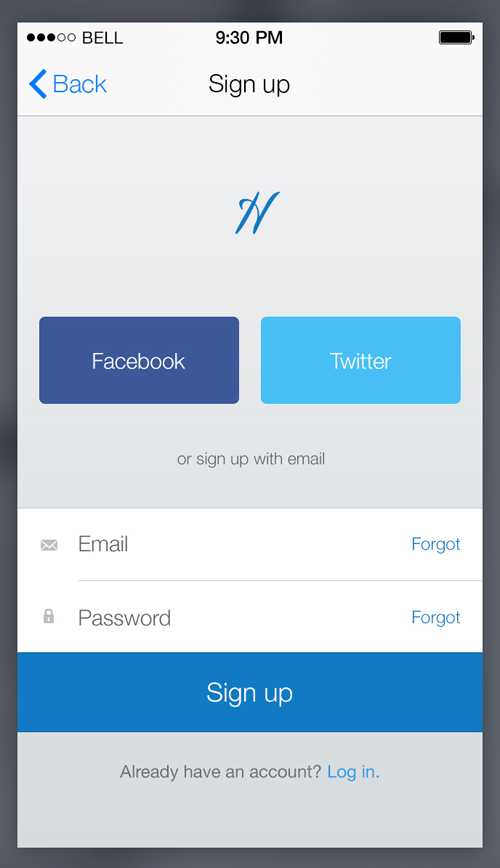 BELL 9:30 PM
Back Sign up
H
Facebook Twitter
or sign up with email
Email Forgot
Password Forgot
Sign up
Already have an account? Log in.